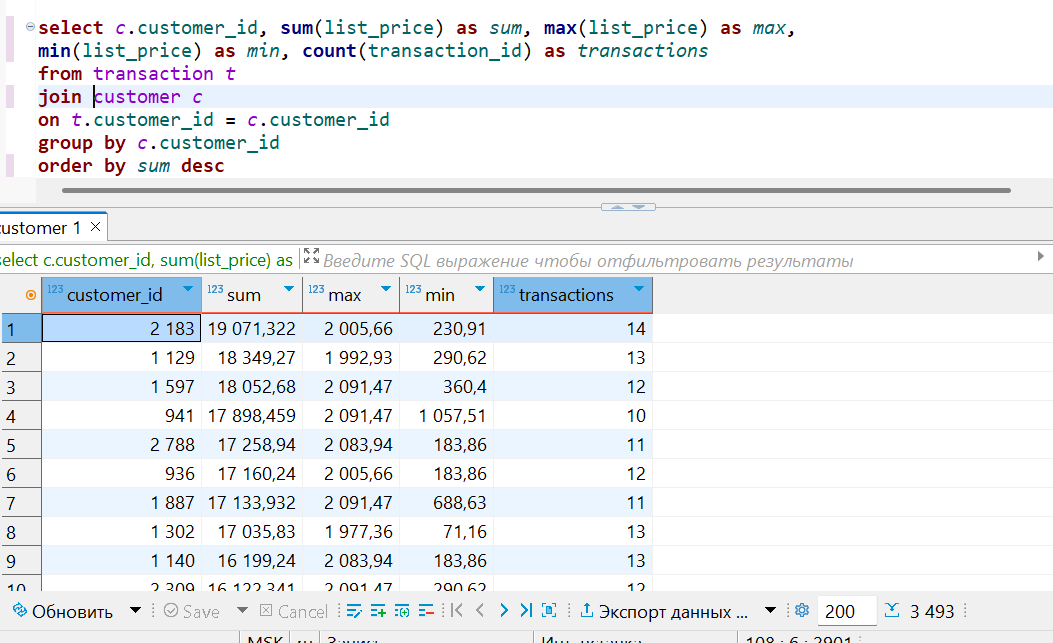 select c.customer_id, sum(list_price) as sum, max(list_price) as max,
min(list_price) as min, count(transaction_id) as transactions
from transaction t
join customer c
on t.customer_id = c.customer_id
group by c.customer_id
order by sum desc
customer 1 ×
select c.customer_id, sum(list_price) as Введите SQL выражение чтобы отфильтровать результаты
123 customer_id 123 sum 123 max 123 min 123 transactions
1 2 183 19 071,322 2 005,66 230,91 14
2 1 129 18 349,27 1 992,93 290,62 13
3 1 597 18 052,68 2 091,47 360,4 12
4 941 17 898,459 2 091,47 1 057,51 10
5 2 788 17 258,94 2 083,94 183,86 11
6 936 17 160,24 2 005,66 183,86 12
7 1 887 17 133,932 2 091,47 688,63 11
8 1 302 17 035,83 1 977,36 71,16 13
9 1 140 16 199,24 2 083,94 183,86 13
10 2 309 16 122,341 2 091,47 290,62 12
Обновить Save Cancel Экспорт данных ... 200 3 493
MSK ru 108 : 6 : 2901